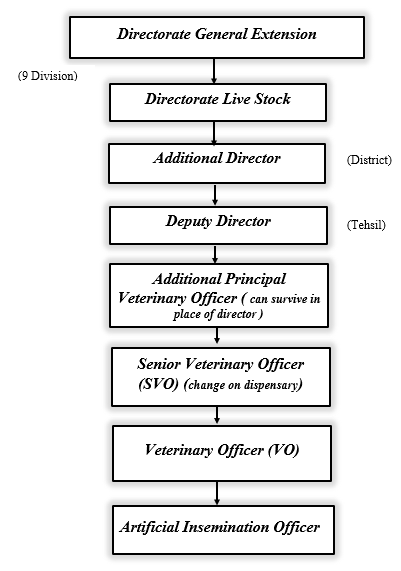 Directorate General Extension
(9 Division)
Directorate Live Stock
Additional Director
(District)
Deputy Director
(Tehsil)
Additional Principal
Veterinary Officer ( can survive in
place of director )
Senior Veterinary Officer
(SVO) (change on dispensary)
Veterinary Officer (VO)
Artificial Insemination Officer